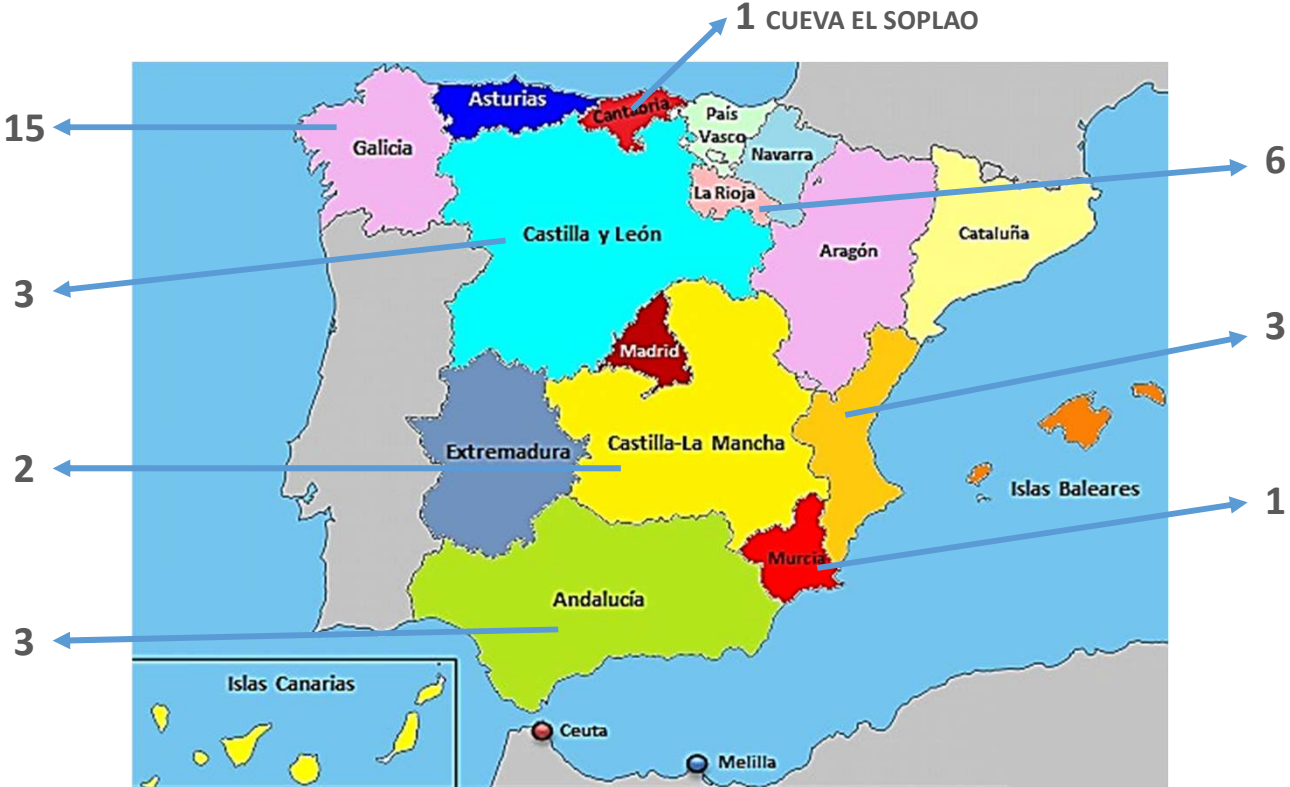 1 CUEVA EL SOPLAO
15
Asturias
Cantabria
País
Vasco
Navarra
Galicia
6
La Rioja
Castilla y León
Cataluña
Aragón
3
3
Madrid
Castilla-La Mancha
Extremadura
2
Islas Baleares
1
Murcia
Andalucía
3
Islas Canarias
Ceuta
Melilla